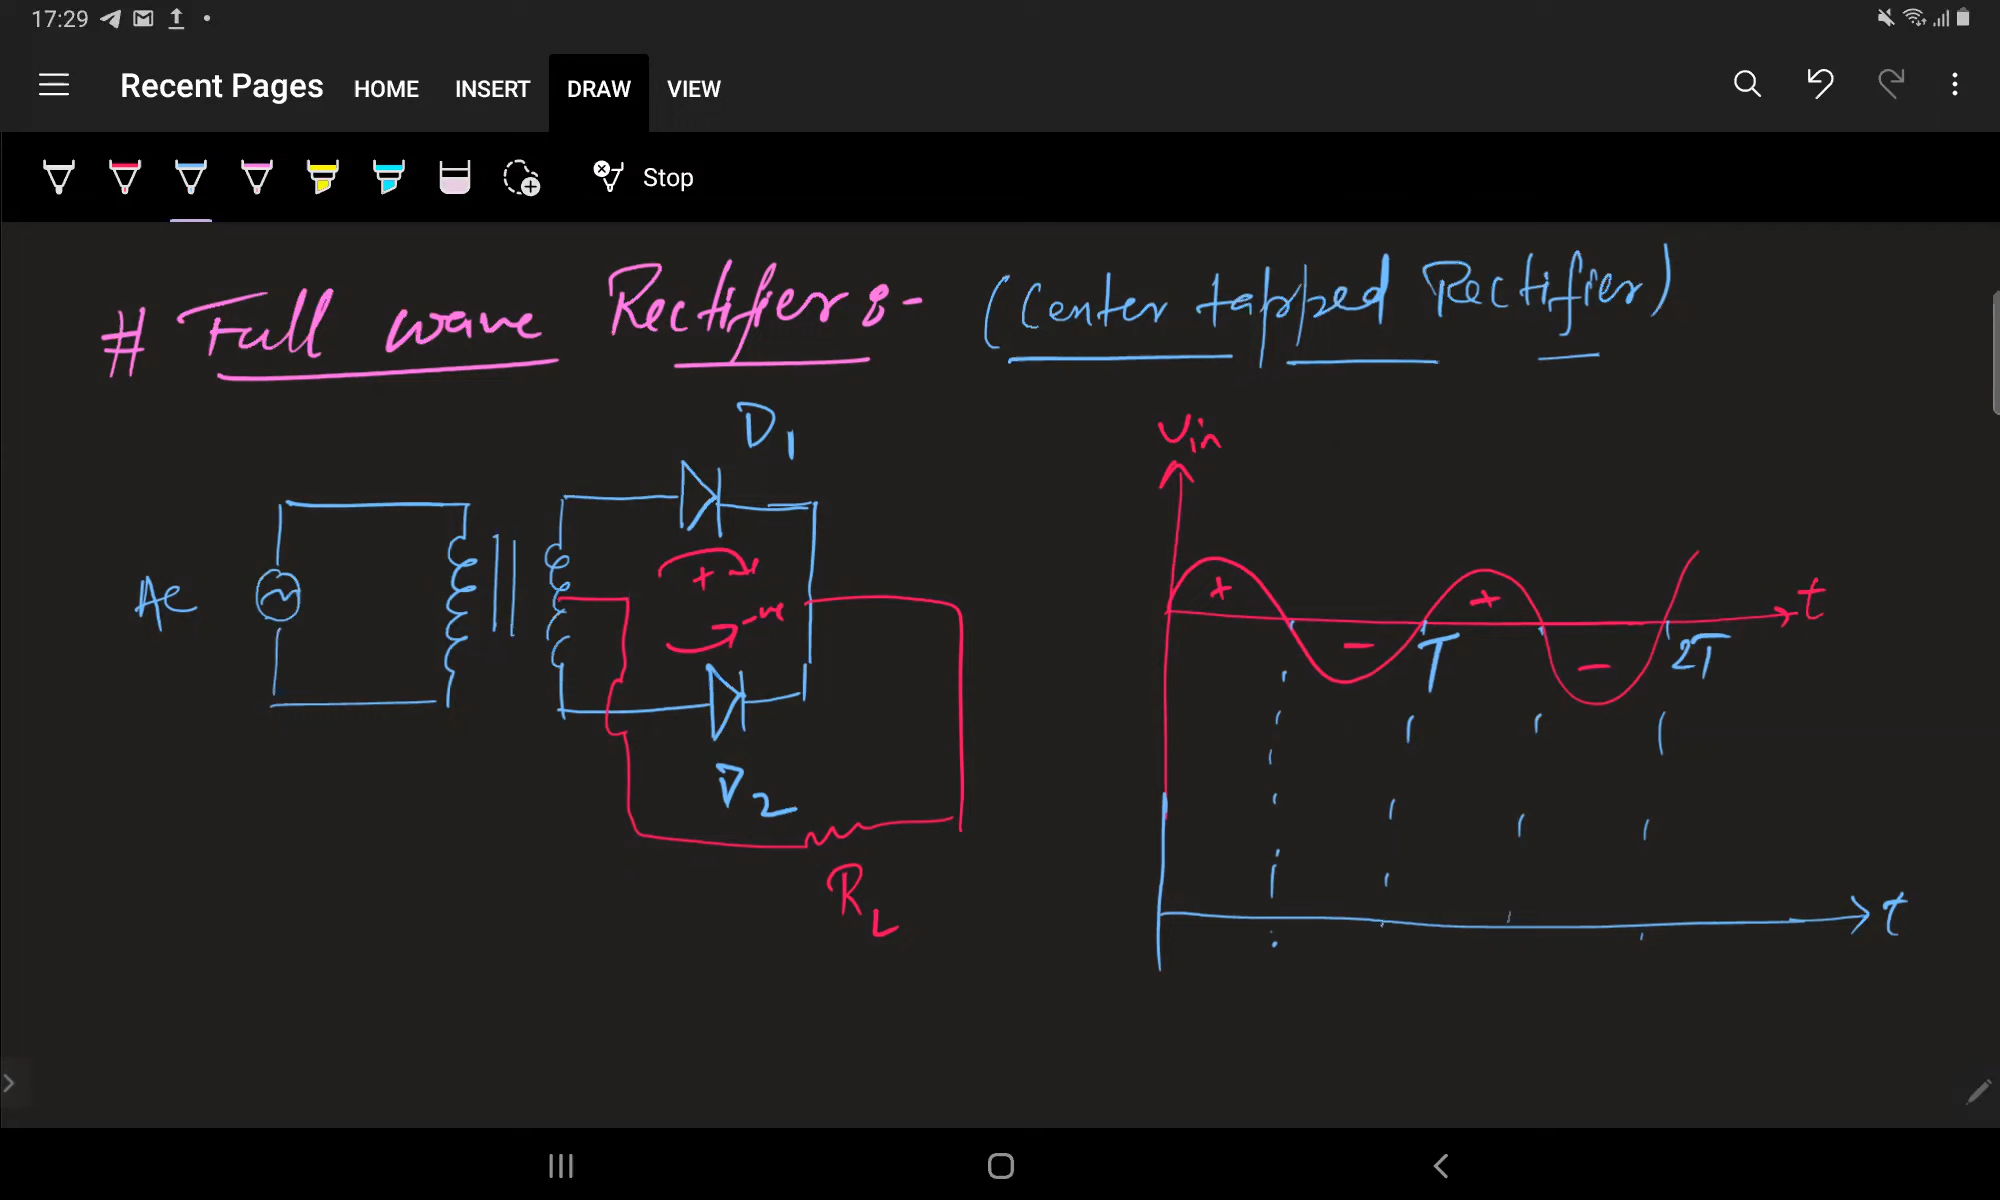 17:29
Recent Pages HOME INSERT DRAW VIEW
Stop
# Full wave Rectifier :- (Center tapped Rectifier)
D1
Vin
AC
+
-ve
+
-
+
-
t
T
2T
D2
RL
t